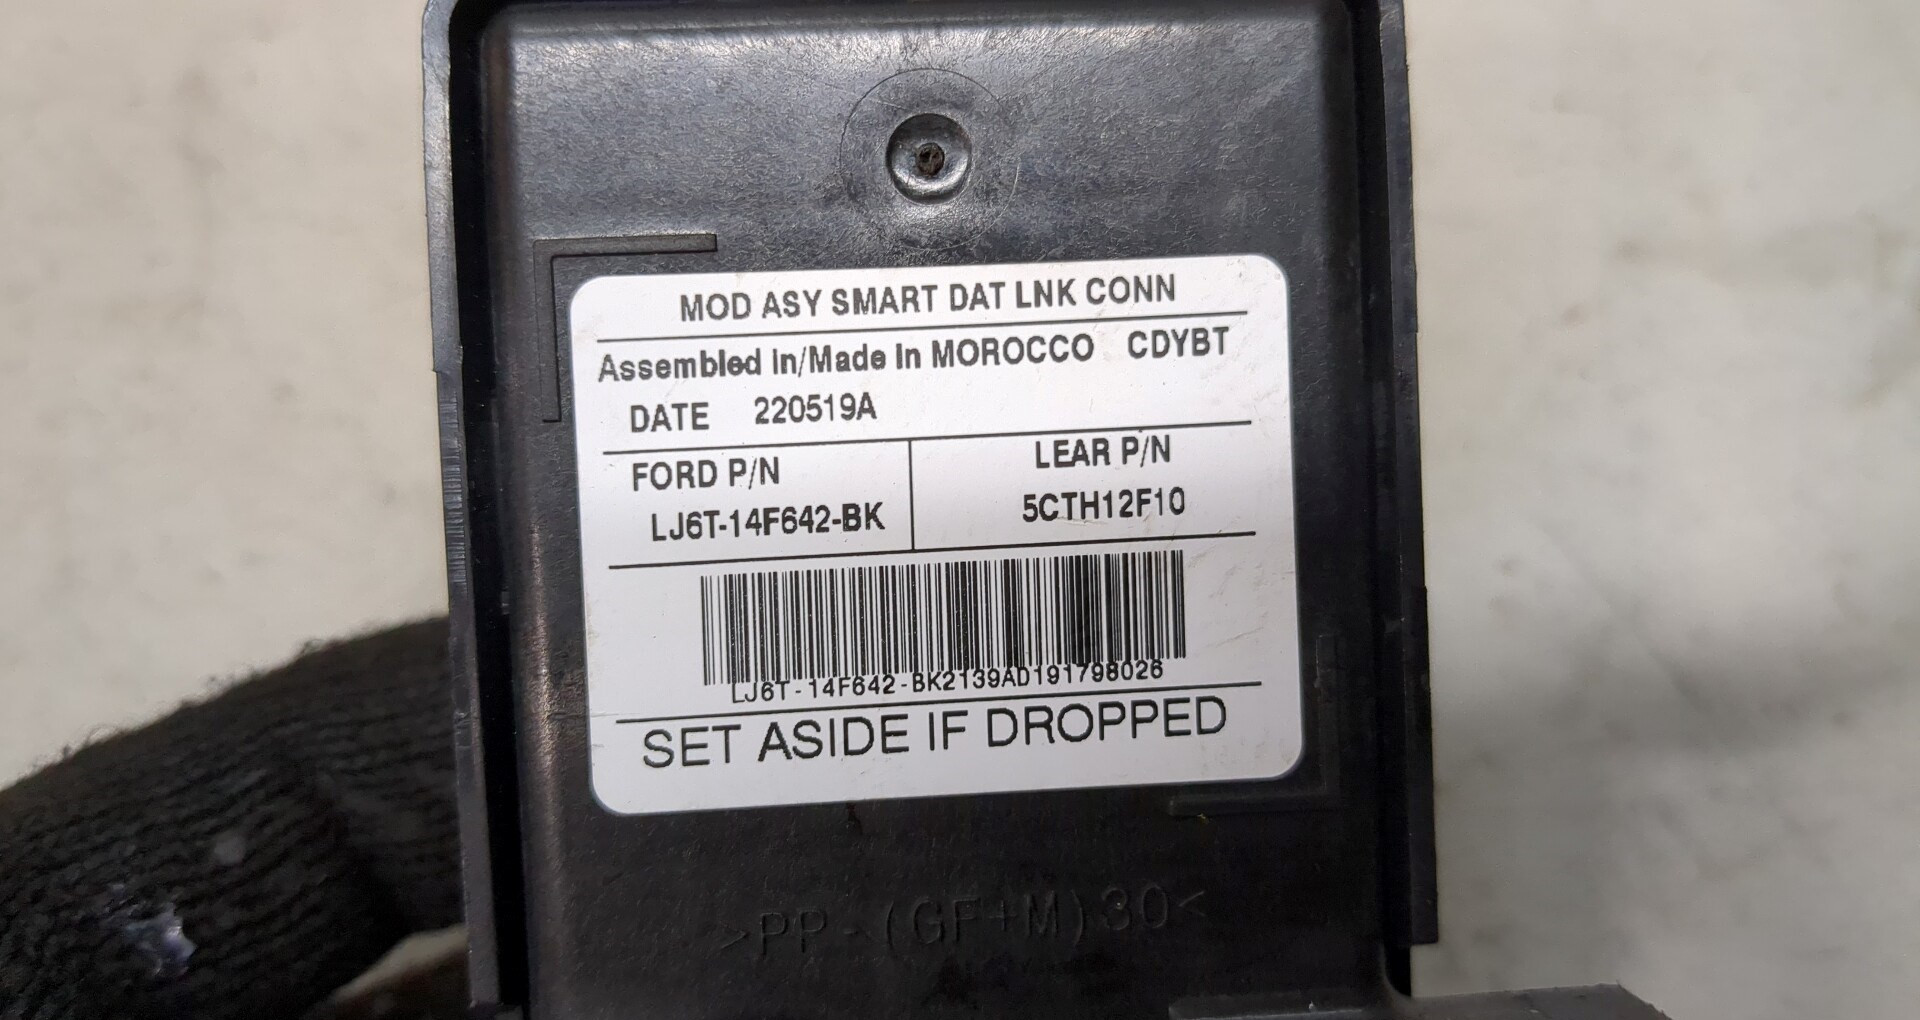 MOD ASY SMART DAT LNK CONN
Assembled in/Made In MOROCCO CDYBT
DATE 220519A
FORD P/N
LJ6T-14F642-BK
LEAR P/N
5CTH12F10
LJ6T-14F642-BK2139AD191798026
SET ASIDE IF DROPPED
>PP-(GF+M)30<